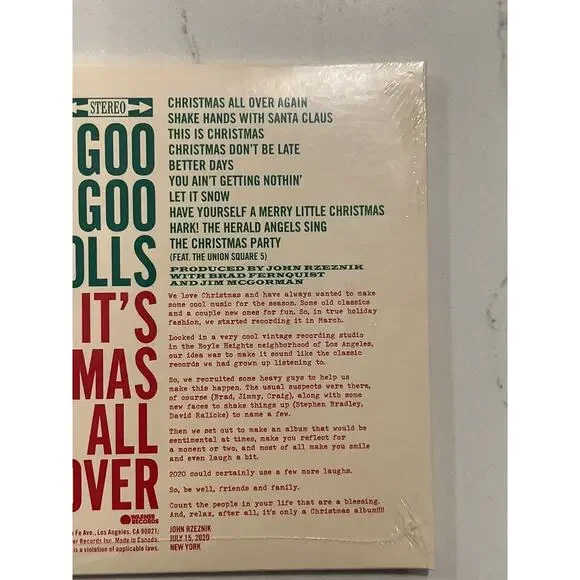 STEREO
GOO
GOO
OLLS
IT'S
MAS
ALL
OVER
CHRISTMAS ALL OVER AGAIN
SHAKE HANDS WITH SANTA CLAUS
THIS IS CHRISTMAS
CHRISTMAS DON'T BE LATE
BETTER DAYS
YOU AIN'T GETTING NOTHIN'
LET IT SNOW
HAVE YOURSELF A MERRY LITTLE CHRISTMAS
HARK! THE HERALD ANGELS SING
THE CHRISTMAS PARTY
(FEAT. THE UNION SQUARE 5)
PRODUCED BY JOHN RZEZNIK
WITH BRAD FERNQUIST
AND JIM MCGORMAN
We love Christmas and have always wanted to make
some cool music for the season. Some old classics
and a couple new ones for fun. So, in true holiday
fashion, we started recording it in March.
Locked in a very cool vintage recording studio
in the Boyle Heights neighborhood of Los Angeles,
our idea was to make it sound like the classic
records we had grown up listening to.
So, we recruited some heavy guys to help us
make this happen. The usual suspects were there,
of course (Brad, Jimmy, Craig), along with some
new faces to shake things up (Stephen Bradley,
David Ralicke) to name a few.
Then we set out to make an album that would be
sentimental at times, make you reflect for
a moment or two, and most of all make you smile
and even laugh a bit.
2020 could certainly use a few more laughs.
So, be well, friends and family.
Count the people in your life that are a blessing.
And, relax, after all, it's only a Christmas album!!!!
JOHN RZEZNIK
JULY 15, 2020
NEW YORK
WARNER
RECORDS
Fe Ave., Los Angeles, CA 90021;
er Records Inc. Made in Canada.
is a violation of applicable laws.